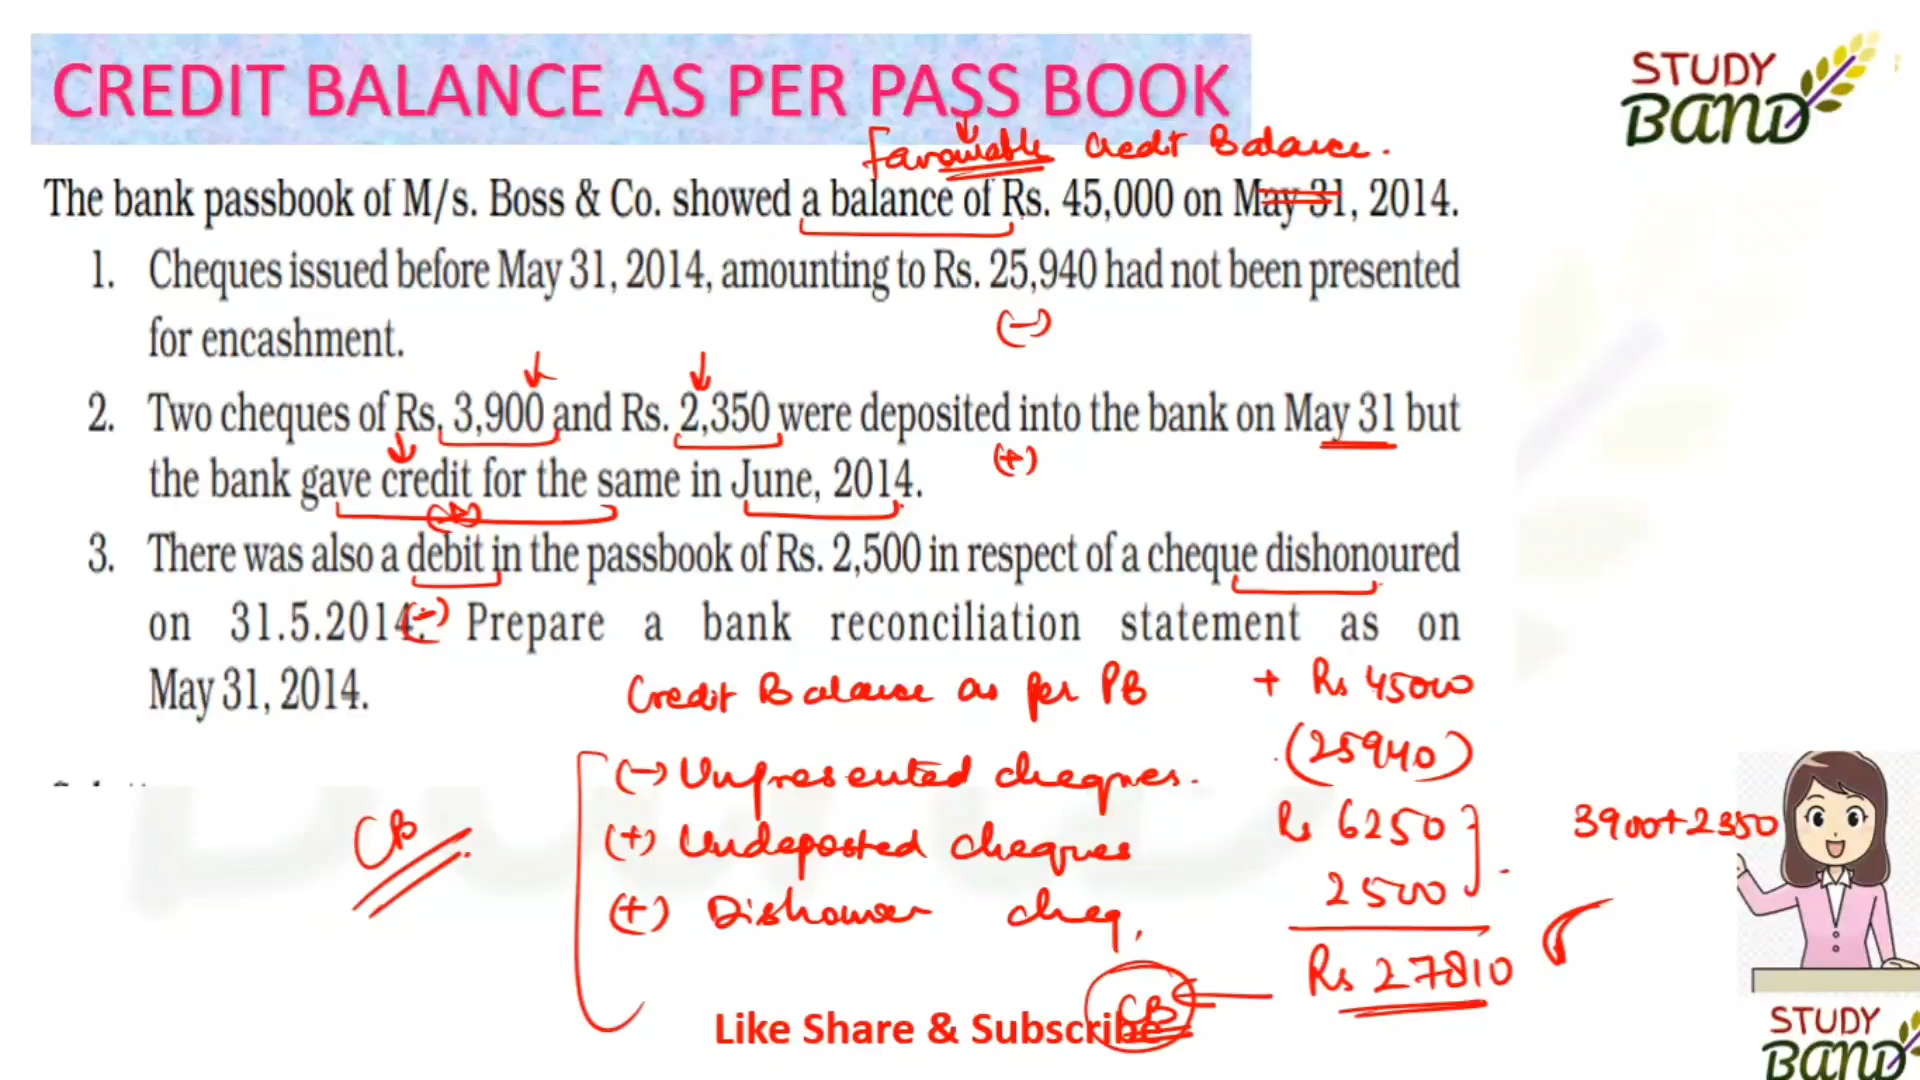 CREDIT BALANCE AS PER PASS BOOK
STUDY
BAND
Favourable Credit Balance.
The bank passbook of M/s. Boss & Co. showed a balance of Rs. 45,000 on May 31, 2014.
1. Cheques issued before May 31, 2014, amounting to Rs. 25,940 had not been presented
for encashment.
(-)
2. Two cheques of Rs. 3,900 and Rs. 2,350 were deposited into the bank on May 31 but
the bank gave credit for the same in June, 2014.
(+)
3. There was also a debit in the passbook of Rs. 2,500 in respect of a cheque dishonoured
on 31.5.2014. Prepare a bank reconciliation statement as on
(-)
May 31, 2014.
Credit Balance as per PB + Rs 45000
(-) Unpresented cheques. (25940)
(+) Undeposted cheques Rs 6250 3900+2350
(+) Dishonour cheq, 2500
CB
CB Rs 27810
Like Share & Subscribe
STUDY
BAND